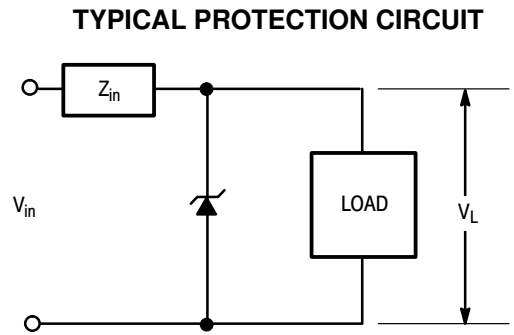 TYPICAL PROTECTION CIRCUIT
Zin
Vin
LOAD
VL